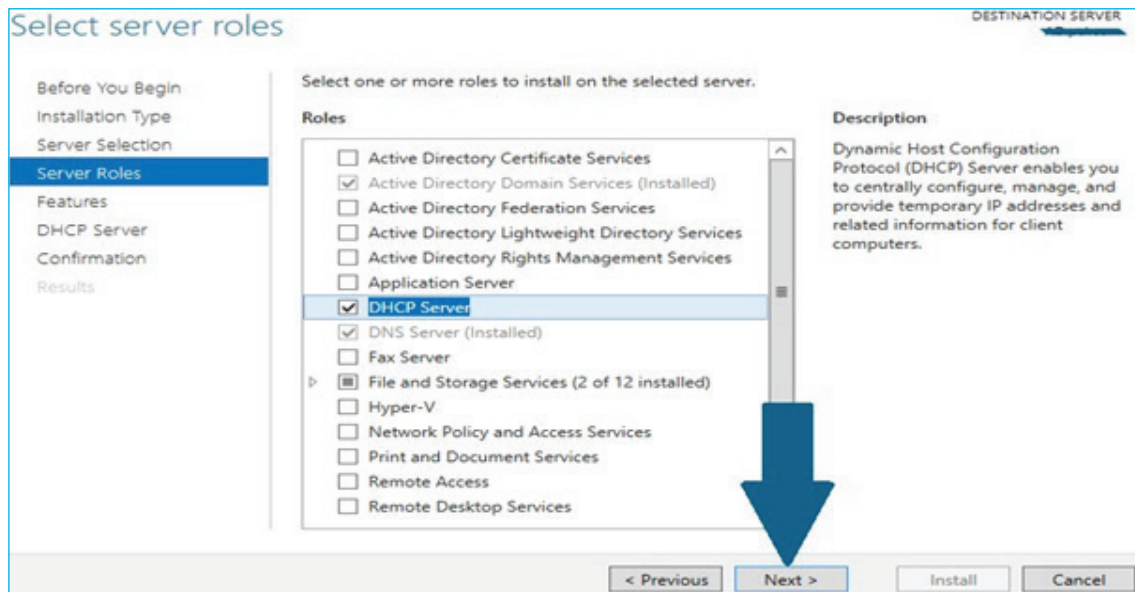 Select server roles
DESTINATION SERVER
Before You Begin
Installation Type
Server Selection
Server Roles
Features
DHCP Server
Confirmation
Results
Select one or more roles to install on the selected server.
Roles
Active Directory Certificate Services
Active Directory Domain Services (Installed)
Active Directory Federation Services
Active Directory Lightweight Directory Services
Active Directory Rights Management Services
Application Server
DHCP Server
DNS Server (Installed)
Fax Server
File and Storage Services (2 of 12 installed)
Hyper-V
Network Policy and Access Services
Print and Document Services
Remote Access
Remote Desktop Services
Description
Dynamic Host Configuration
Protocol (DHCP) Server enables you
to centrally configure, manage, and
provide temporary IP addresses and
related information for client
computers.
< Previous
Next >
Install
Cancel